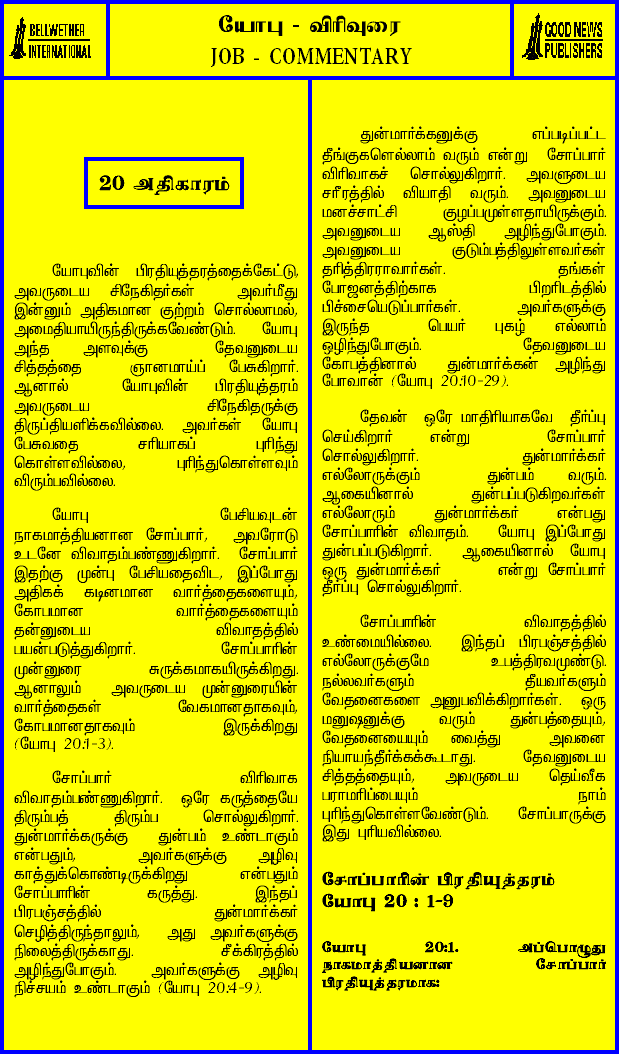 BELLWETHER
INTERNATIONAL
யோபு - விரிவுரை
JOB - COMMENTARY
GOOD NEWS
PUBLISHERS
20 அதிகாரம்
யோபுவின் பிரதியுத்தரத்தைக்கேட்டு,
அவருடைய சிநேகிதர்கள் அவர்மீது
இன்னும் அதிகமான குற்றம் சொல்லாமல்,
அமைதியாயிருந்திருக்கவேண்டும். யோபு
அந்த அளவுக்கு தேவனுடைய
சித்தத்தை ஞானமாய்ப் பேசுகிறார்.
ஆனால் யோபுவின் பிரதியுத்தரம்
அவருடைய சிநேகிதருக்கு
திருப்தியளிக்கவில்லை. அவர்கள் யோபு
பேசுவதை சரியாகப் புரிந்து
கொள்ளவில்லை, புரிந்துகொள்ளவும்
விரும்பவில்லை.
யோபு பேசியவுடன்
நாகமாத்தியனான சோப்பார், அவரோடு
உடனே விவாதம்பண்ணுகிறார். சோப்பார்
இதற்கு முன்பு பேசியதைவிட, இப்போது
அதிகக் கடினமான வார்த்தைகளையும்,
கோபமான வார்த்தைகளையும்
தன்னுடைய விவாதத்தில்
பயன்படுத்துகிறார். சோப்பாரின்
முன்னுரை சுருக்கமாகயிருக்கிறது.
ஆனாலும் அவருடைய முன்னுரையின்
வார்த்தைகள் வேகமானதாகவும்,
கோபமானதாகவும் இருக்கிறது
(யோபு 20:1-3).
சோப்பார் விரிவாக
விவாதம்பண்ணுகிறார். ஒரே கருத்தையே
திரும்பத் திரும்ப சொல்லுகிறார்.
துன்மார்க்கருக்கு துன்பம் உண்டாகும்
என்பதும், அவர்களுக்கு அழிவு
காத்துக்கொண்டிருக்கிறது என்பதும்
சோப்பாரின் கருத்து. இந்தப்
பிரபஞ்சத்தில் துன்மார்க்கர்
செழித்திருந்தாலும், அது அவர்களுக்கு
நிலைத்திருக்காது. சீக்கிரத்தில்
அழிந்துபோகும். அவர்களுக்கு அழிவு
நிச்சயம் உண்டாகும் (யோபு 20:4-9).
துன்மார்க்கனுக்கு எப்படிப்பட்ட
தீங்குகளெல்லாம் வரும் என்று சோப்பார்
விரிவாகச் சொல்லுகிறார். அவளுடைய
சரீரத்தில் வியாதி வரும். அவனுடைய
மனச்சாட்சி குழப்பமுள்ளதாயிருக்கும்.
அவனுடைய ஆஸ்தி அழிந்துபோகும்.
அவனுடைய குடும்பத்திலுள்ளவர்கள்
தரித்திரராவார்கள். தங்கள்
போஜனத்திற்காக பிறரிடத்தில்
பிச்சையெடுப்பார்கள். அவர்களுக்கு
இருந்த பெயர் புகழ் எல்லாம்
ஒழிந்துபோகும். தேவனுடைய
கோபத்தினால் துன்மார்க்கன் அழிந்து
போவான் (யோபு 20:10-29).
தேவன் ஒரே மாதிரியாகவே தீர்ப்பு
செய்கிறார் என்று சோப்பார்
சொல்லுகிறார். துன்மார்க்கர்
எல்லோருக்கும் துன்பம் வரும்.
ஆகையினால் துன்பப்படுகிறவர்கள்
எல்லோரும் துன்மார்க்கர் என்பது
சோப்பாரின் விவாதம். யோபு இப்போது
துன்பப்படுகிறார். ஆகையினால் யோபு
ஒரு துன்மார்க்கர் என்று சோப்பார்
தீர்ப்பு சொல்லுகிறார்.
சோப்பாரின் விவாதத்தில்
உண்மையில்லை. இந்தப் பிரபஞ்சத்தில்
எல்லோருக்குமே உபத்திரவமுண்டு.
நல்லவர்களும் தீயவர்களும்
வேதனைகளை அனுபவிக்கிறார்கள். ஒரு
மனுஷனுக்கு வரும் துன்பத்தையும்,
வேதனையையும் வைத்து அவனை
நியாயந்தீர்க்கக்கூடாது. தேவனுடைய
சித்தத்தையும், அவருடைய தெய்வீக
பராமரிப்பையும் நாம்
புரிந்துகொள்ளவேண்டும். சோப்பாருக்கு
இது புரியவில்லை.
சோப்பாரின் பிரதியுத்தரம்
யோபு 20 : 1-9
யோபு 20:1. அப்பொழுது
நாகமாத்தியனான சோப்பார்
பிரதியுத்தரமாக: